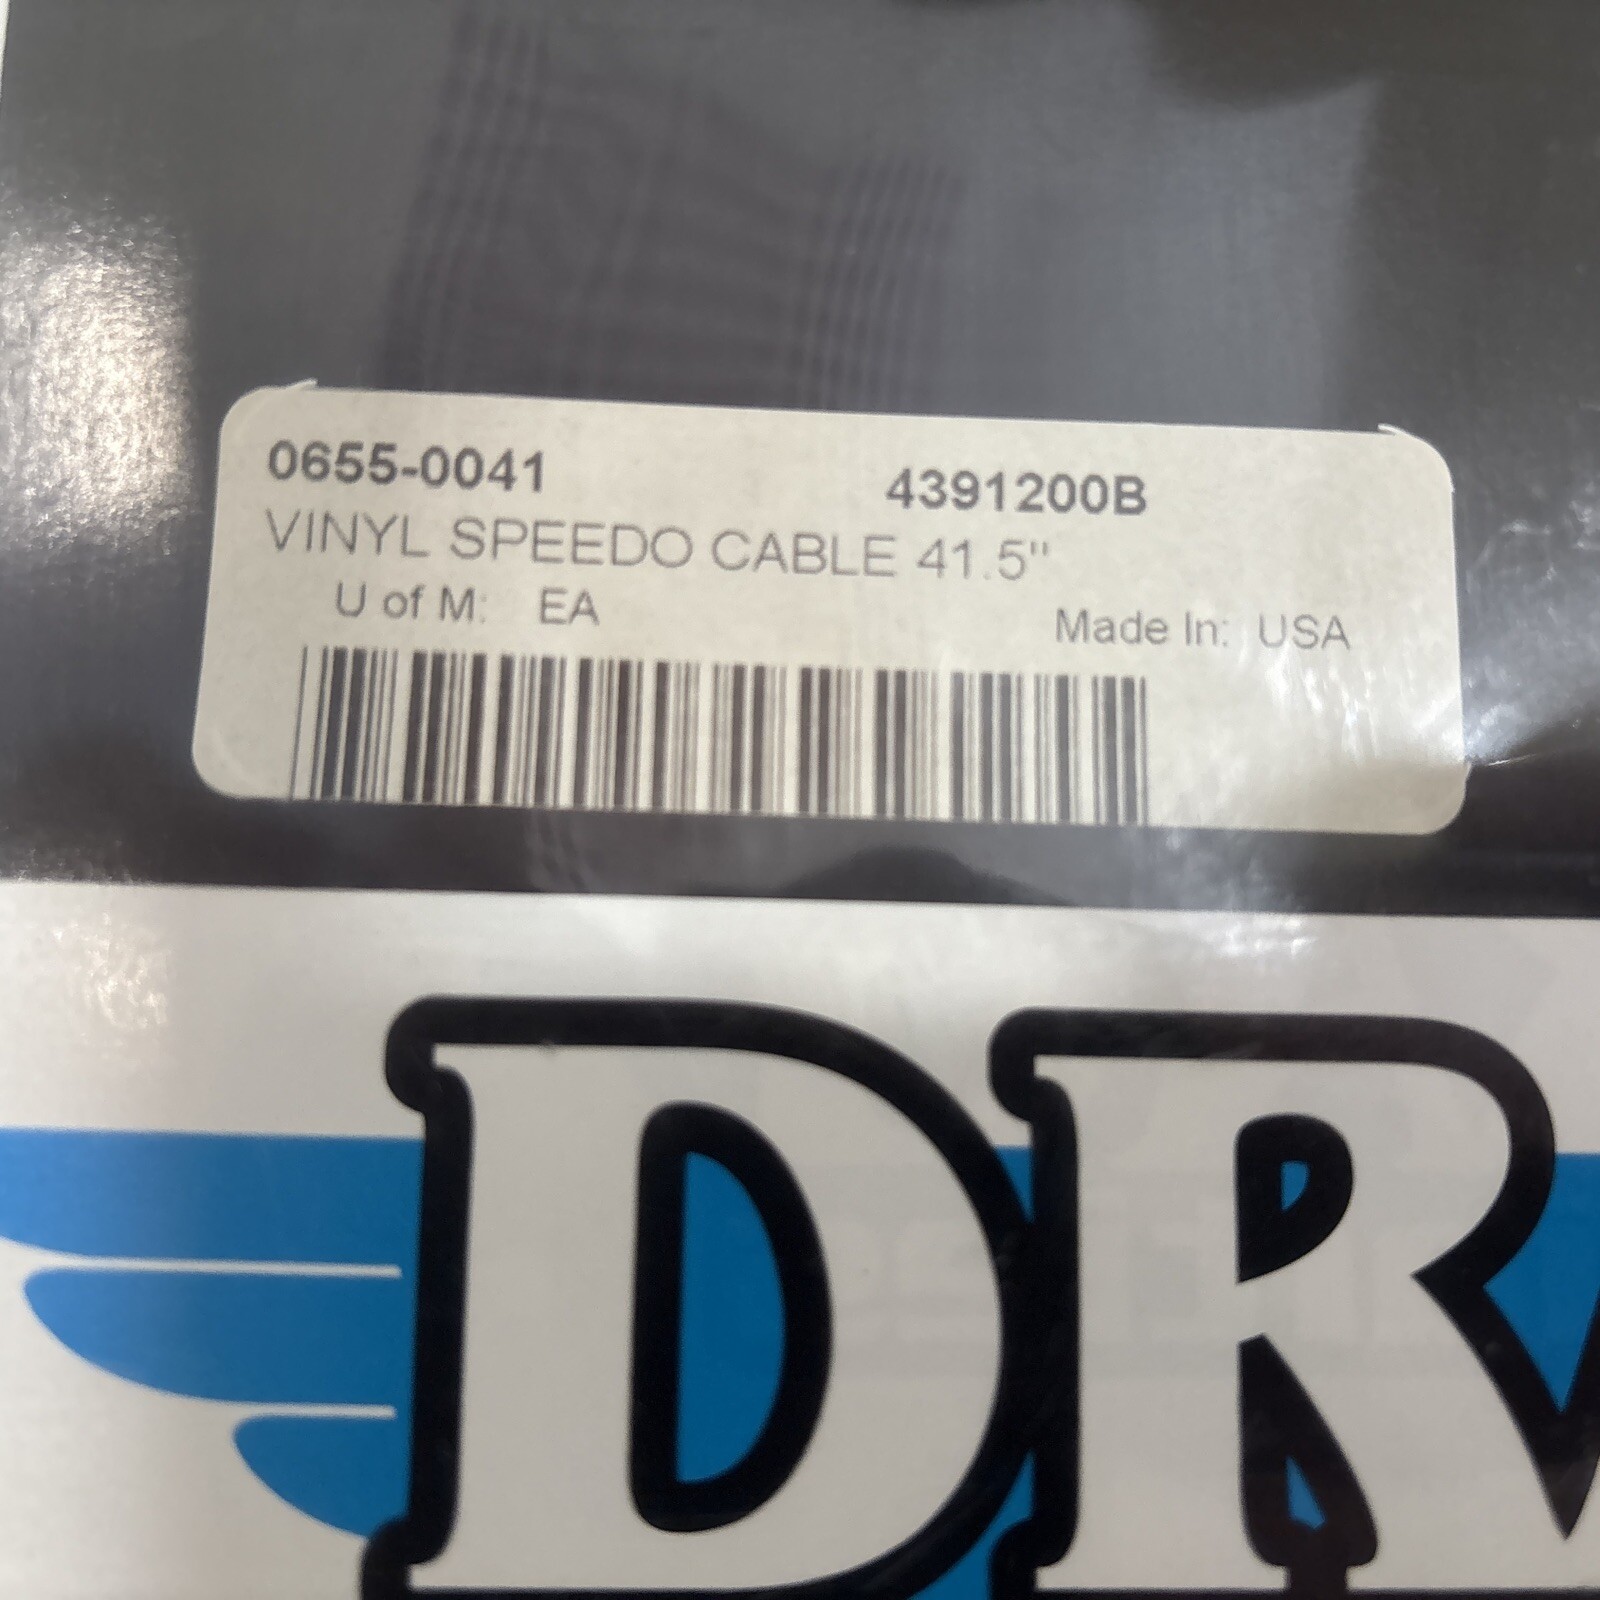 0655-0041 4391200B
VINYL SPEEDO CABLE 41.5"
U of M: EA Made In: USA
DR